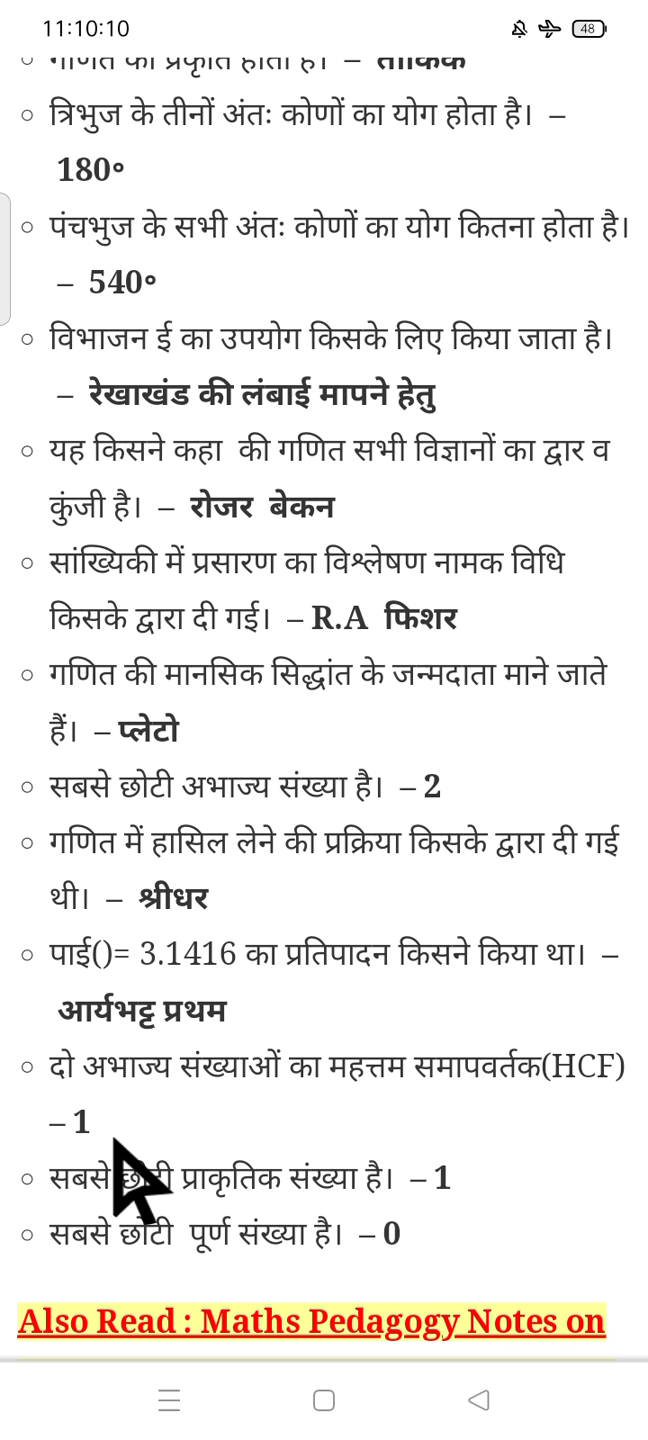 11:10:10
48
गणित की प्रकृति होती है। – तार्किक
त्रिभुज के तीनों अंतः कोणों का योग होता है। –
180°
पंचभुज के सभी अंतः कोणों का योग कितना होता है।
– 540°
विभाजन ई का उपयोग किसके लिए किया जाता है।
– रेखाखंड की लंबाई मापने हेतु
यह किसने कहा की गणित सभी विज्ञानों का द्वार व
कुंजी है। – रोजर बेकन
सांख्यिकी में प्रसारण का विश्लेषण नामक विधि
किसके द्वारा दी गई। – R.A फिशर
गणित की मानसिक सिद्धांत के जन्मदाता माने जाते
हैं। – प्लेटो
सबसे छोटी अभाज्य संख्या है। – 2
गणित में हासिल लेने की प्रक्रिया किसके द्वारा दी गई
थी। – श्रीधर
पाई()= 3.1416 का प्रतिपादन किसने किया था। –
आर्यभट्ट प्रथम
दो अभाज्य संख्याओं का महत्तम समापवर्तक(HCF)
– 1
सबसे छोटी प्राकृतिक संख्या है। – 1
सबसे छोटी पूर्ण संख्या है। – 0
Also Read : Maths Pedagogy Notes on